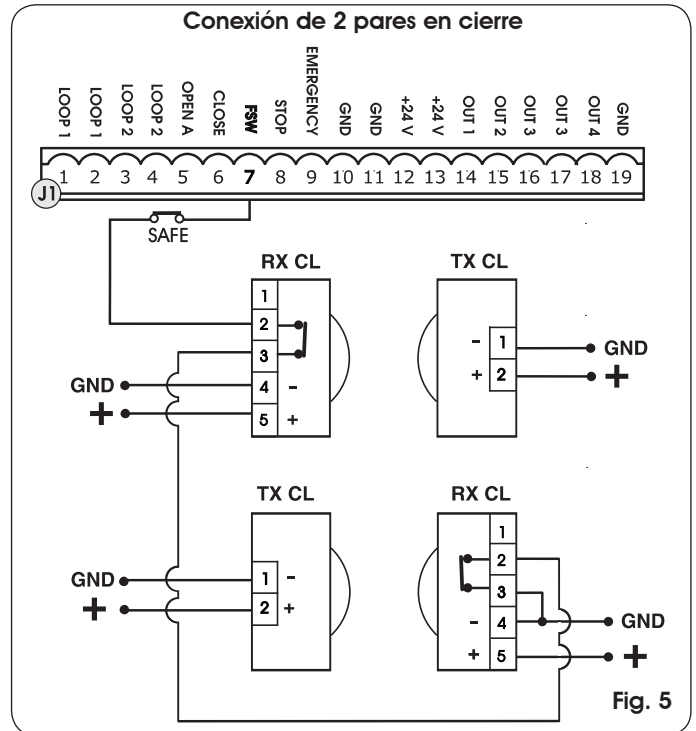 Conexión de 2 pares en cierre
LOOP 1 LOOP 1 LOOP 2 LOOP 2 OPEN A CLOSE FSW STOP EMERGENCY GND GND +24 V +24 V OUT 1 OUT 2 OUT 3 OUT 3 OUT 4 GND
1 2 3 4 5 6 7 8 9 10 11 12 13 14 15 16 17 18 19
J1
SAFE
RX CL
1
2
3
GND 4 -
+ 5 +
TX CL
- 1 GND
+ 2 +
TX CL
GND 1 -
+ 2 +
RX CL
1
2
3
- 4 GND
+ 5 +
Fig. 5